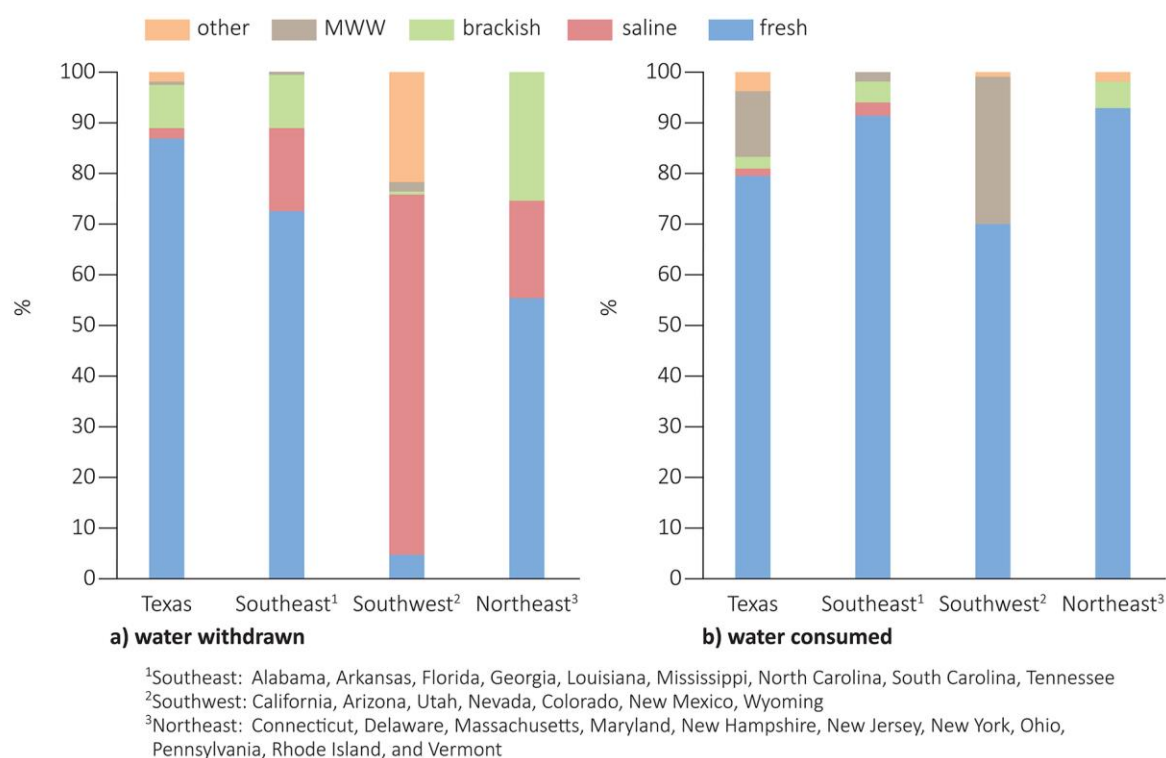 other MWW brackish saline fresh
100
90
80
70
60
50
40
30
20
10
0
%
Texas Southeast¹ Southwest² Northeast³
a) water withdrawn
100
90
80
70
60
50
40
30
20
10
0
%
Texas Southeast¹ Southwest² Northeast³
b) water consumed
¹Southeast: Alabama, Arkansas, Florida, Georgia, Louisiana, Mississippi, North Carolina, South Carolina, Tennessee
²Southwest: California, Arizona, Utah, Nevada, Colorado, New Mexico, Wyoming
³Northeast: Connecticut, Delaware, Massachusetts, Maryland, New Hampshire, New Jersey, New York, Ohio,
Pennsylvania, Rhode Island, and Vermont